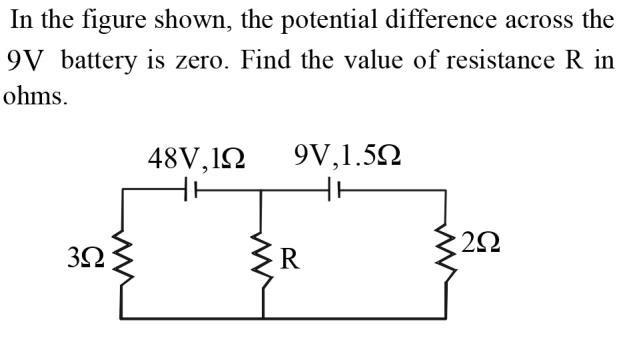 In the figure shown, the potential difference across the
9V battery is zero. Find the value of resistance R in
ohms.
48V,1Ω 9V,1.5Ω
3Ω R 2Ω